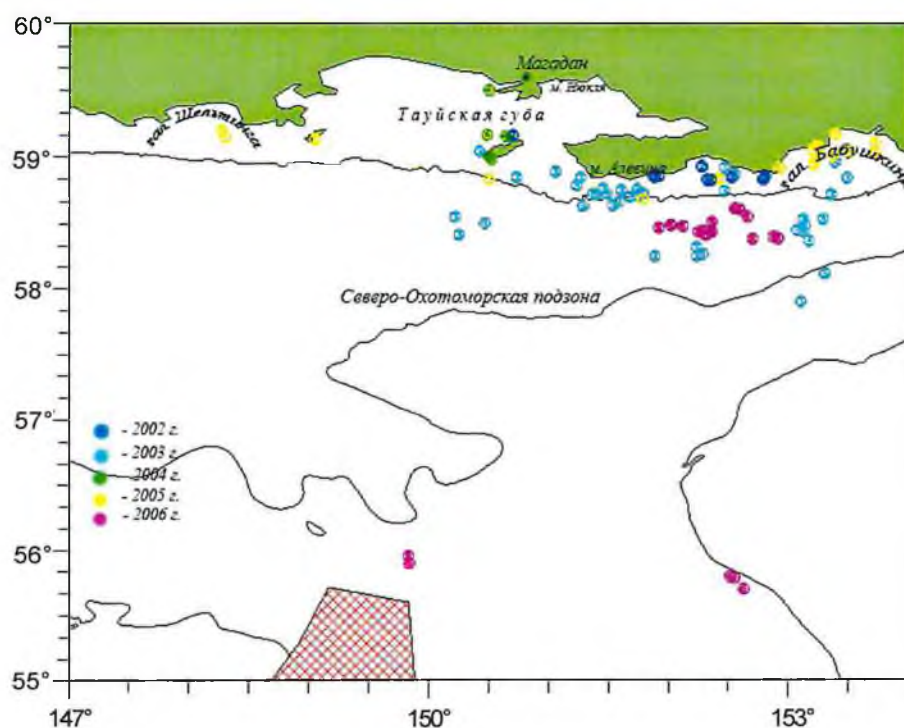 60°
Магадан
м. Нюкля
Тауйская губа
зал. Шельтинга
59°
м. Алевина
зал. Бабушкина
58°
Северо-Охотоморская подзона
57°
- 2002 г.
- 2003 г.
- 2004 г.
- 2005 г.
- 2006 г.
56°
55°
147°
150°
153°